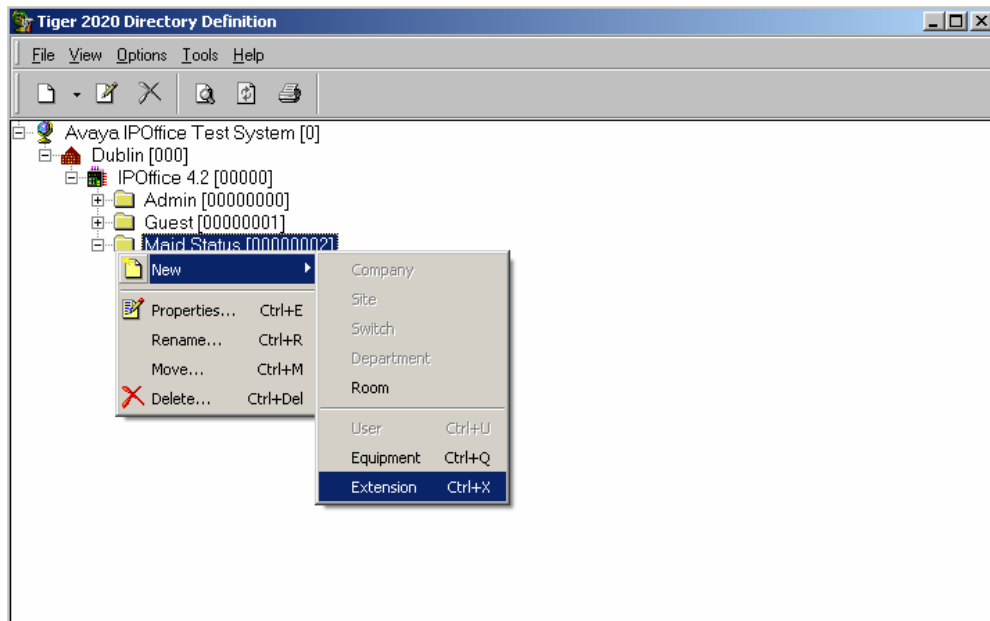 Tiger 2020 Directory Definition
File View Options Tools Help
Avaya IPOffice Test System [0]
Dublin [000]
IPOffice 4.2 [00000]
Admin [00000000]
Guest [00000001]
Maid Status [00000002]
New
Properties... Ctrl+E
Rename... Ctrl+R
Move... Ctrl+M
Delete... Ctrl+Del
Company
Site
Switch
Department
Room
User Ctrl+U
Equipment Ctrl+Q
Extension Ctrl+X